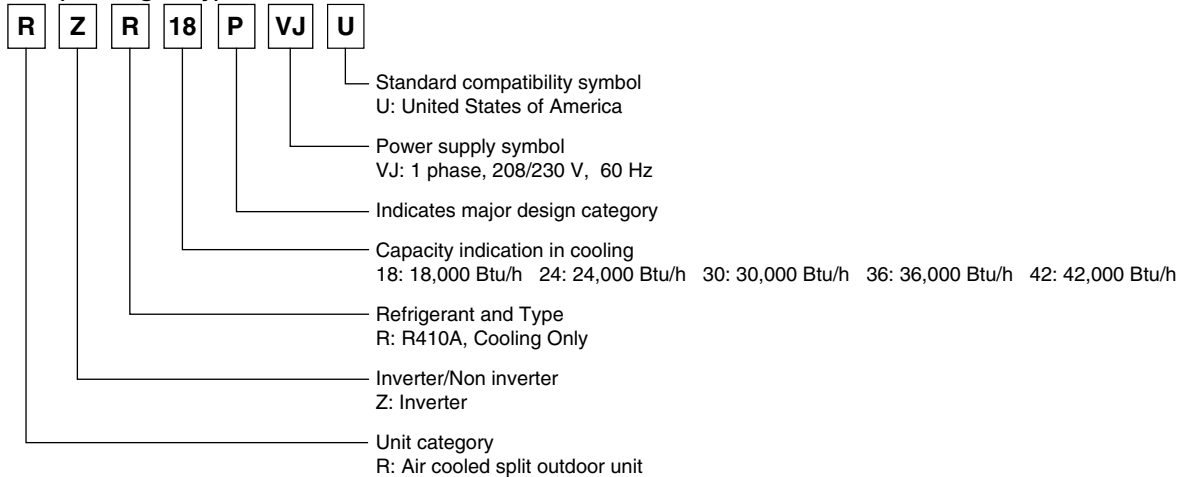 R Z R 18 P VJ U
Standard compatibility symbol
U: United States of America
Power supply symbol
VJ: 1 phase, 208/230 V, 60 Hz
Indicates major design category
Capacity indication in cooling
18: 18,000 Btu/h 24: 24,000 Btu/h 30: 30,000 Btu/h 36: 36,000 Btu/h 42: 42,000 Btu/h
Refrigerant and Type
R: R410A, Cooling Only
Inverter/Non inverter
Z: Inverter
Unit category
R: Air cooled split outdoor unit